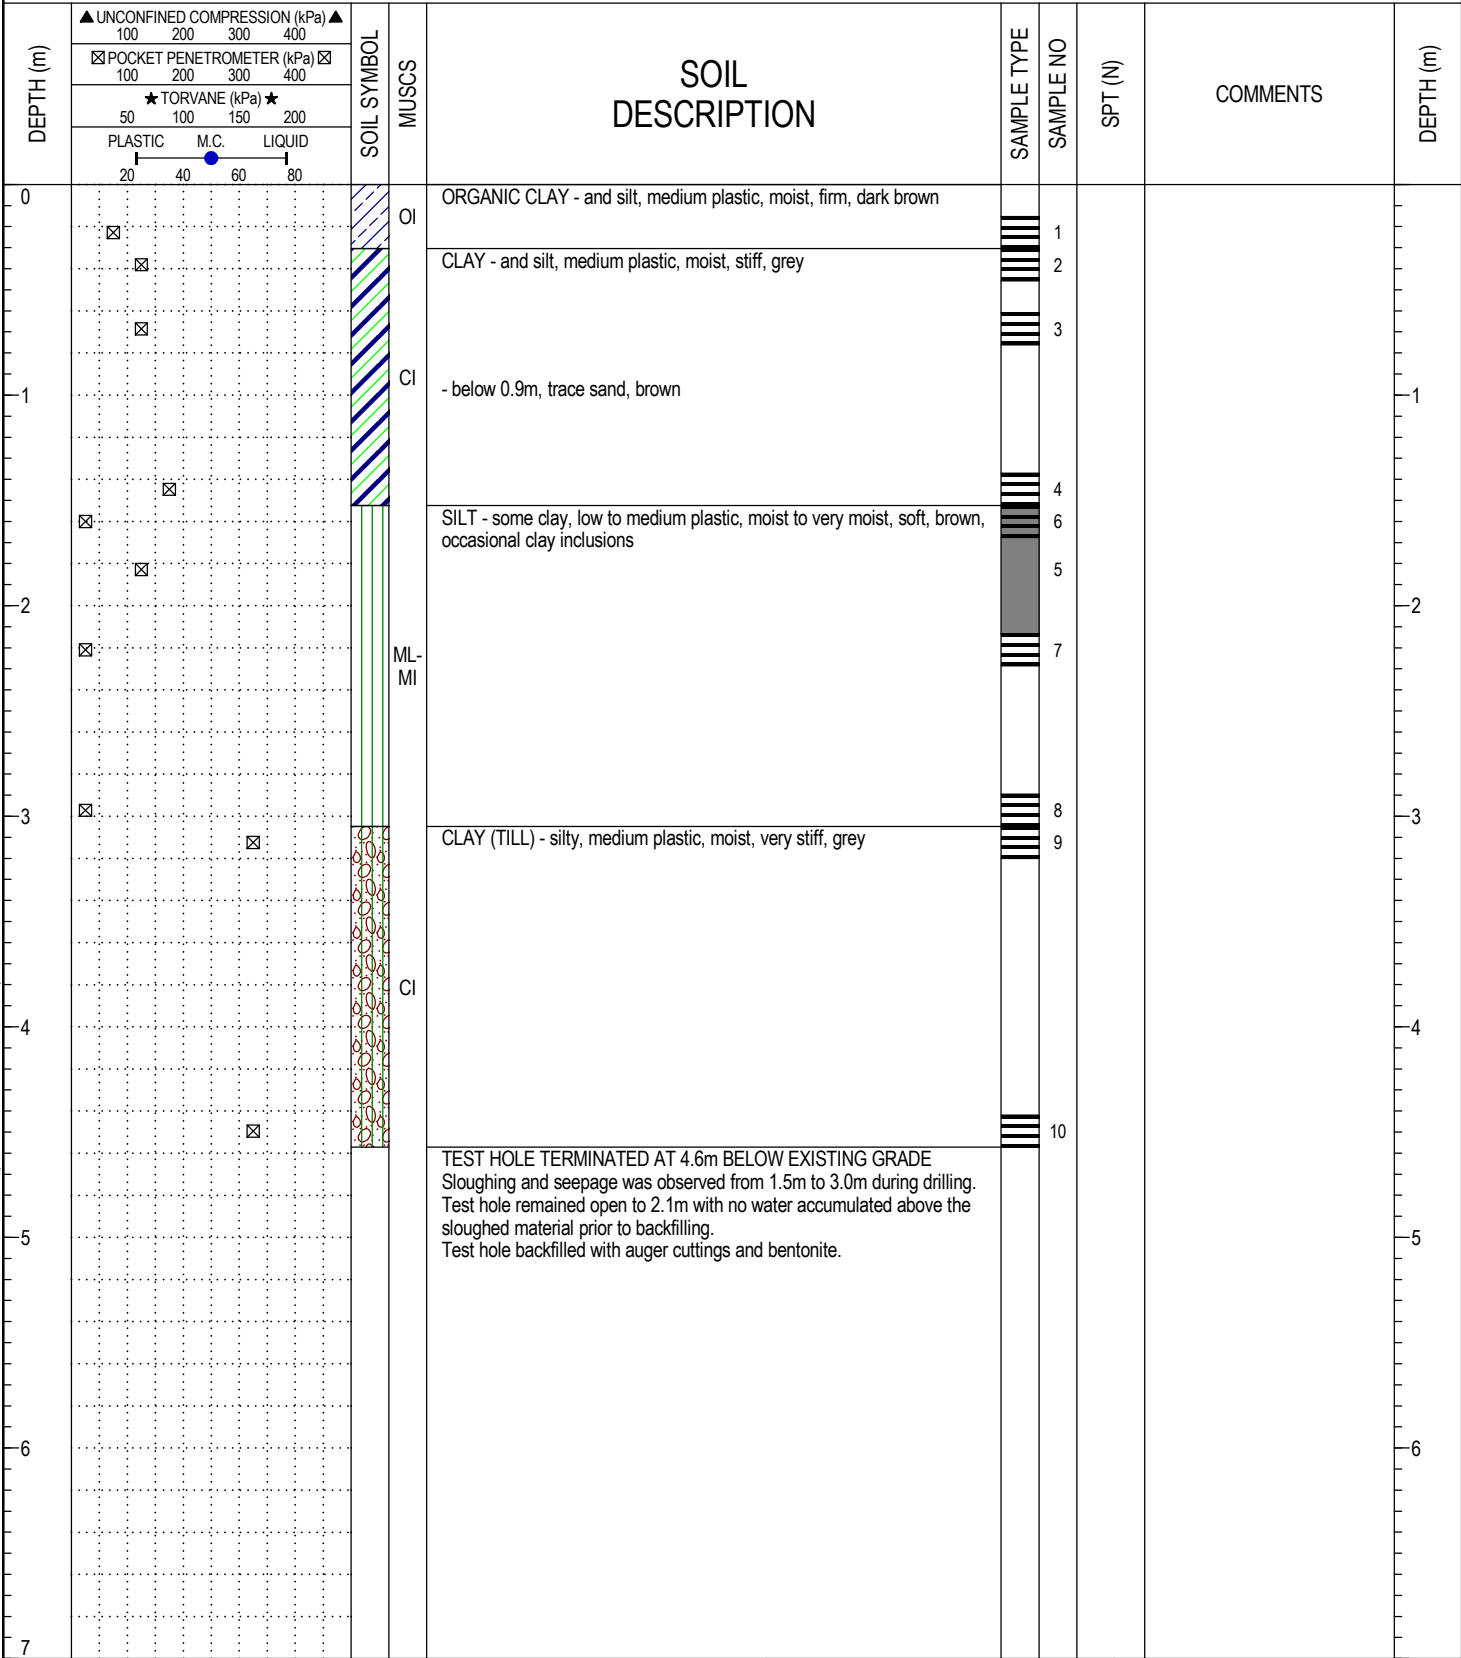 DEPTH (m)
▲ UNCONFINED COMPRESSION (kPa) ▲
100 200 300 400
☒ POCKET PENETROMETER (kPa) ☒
100 200 300 400
★ TORVANE (kPa) ★
50 100 150 200
PLASTIC M.C. LIQUID
20 40 60 80
SOIL SYMBOL
MUSCS
SOIL
DESCRIPTION
SAMPLE TYPE
SAMPLE NO
SPT (N)
COMMENTS
DEPTH (m)
0
OI
ORGANIC CLAY - and silt, medium plastic, moist, firm, dark brown
1
CLAY - and silt, medium plastic, moist, stiff, grey
2
3
CI
- below 0.9m, trace sand, brown
1
1
4
SILT - some clay, low to medium plastic, moist to very moist, soft, brown,
6
occasional clay inclusions
5
2
2
ML-
MI
7
3
8
3
CLAY (TILL) - silty, medium plastic, moist, very stiff, grey
9
CI
4
4
10
TEST HOLE TERMINATED AT 4.6m BELOW EXISTING GRADE
Sloughing and seepage was observed from 1.5m to 3.0m during drilling.
Test hole remained open to 2.1m with no water accumulated above the
sloughed material prior to backfilling.
Test hole backfilled with auger cuttings and bentonite.
5
5
6
6
7